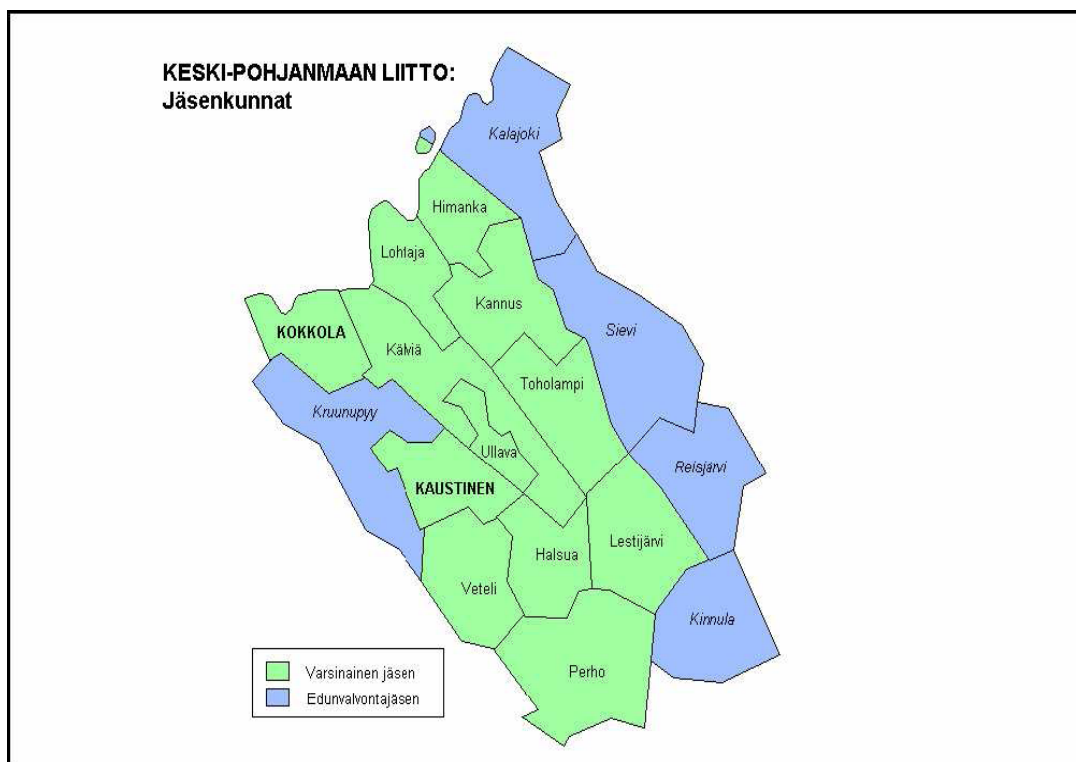 KESKI-POHJANMAAN LIITTO:
Jäsenkunnat
Kalajoki
Himanka
Lohtaja
Kannus
KOKKOLA
Kälviä
Sievi
Toholampi
Kruunupyy
Ullava
Reisjärvi
KAUSTINEN
Lestijärvi
Halsua
Veteli
Kinnula
Perho
Varsinainen jäsen
Edunvalvontajäsen